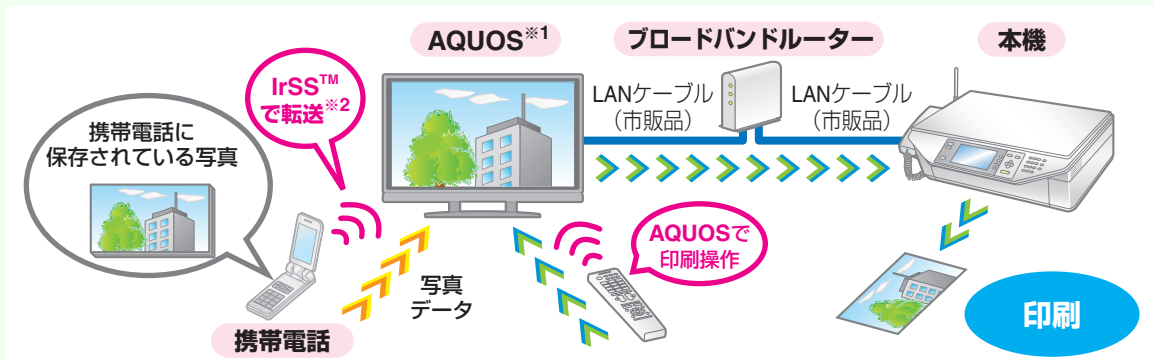 AQUOS※1
ブロードバンドルーター
本機
IrSS™
で転送※2
LANケーブル
（市販品）
LANケーブル
（市販品）
携帯電話に
保存されている写真
AQUOSで
印刷操作
写真
データ
携帯電話
印刷